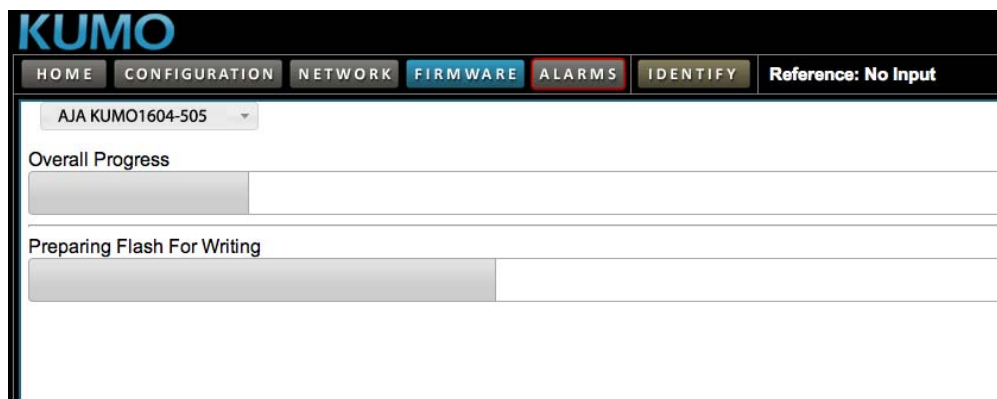 KUMO
HOME CONFIGURATION NETWORK FIRMWARE ALARMS IDENTIFY Reference: No Input
AJA KUMO1604-505
Overall Progress
Preparing Flash For Writing